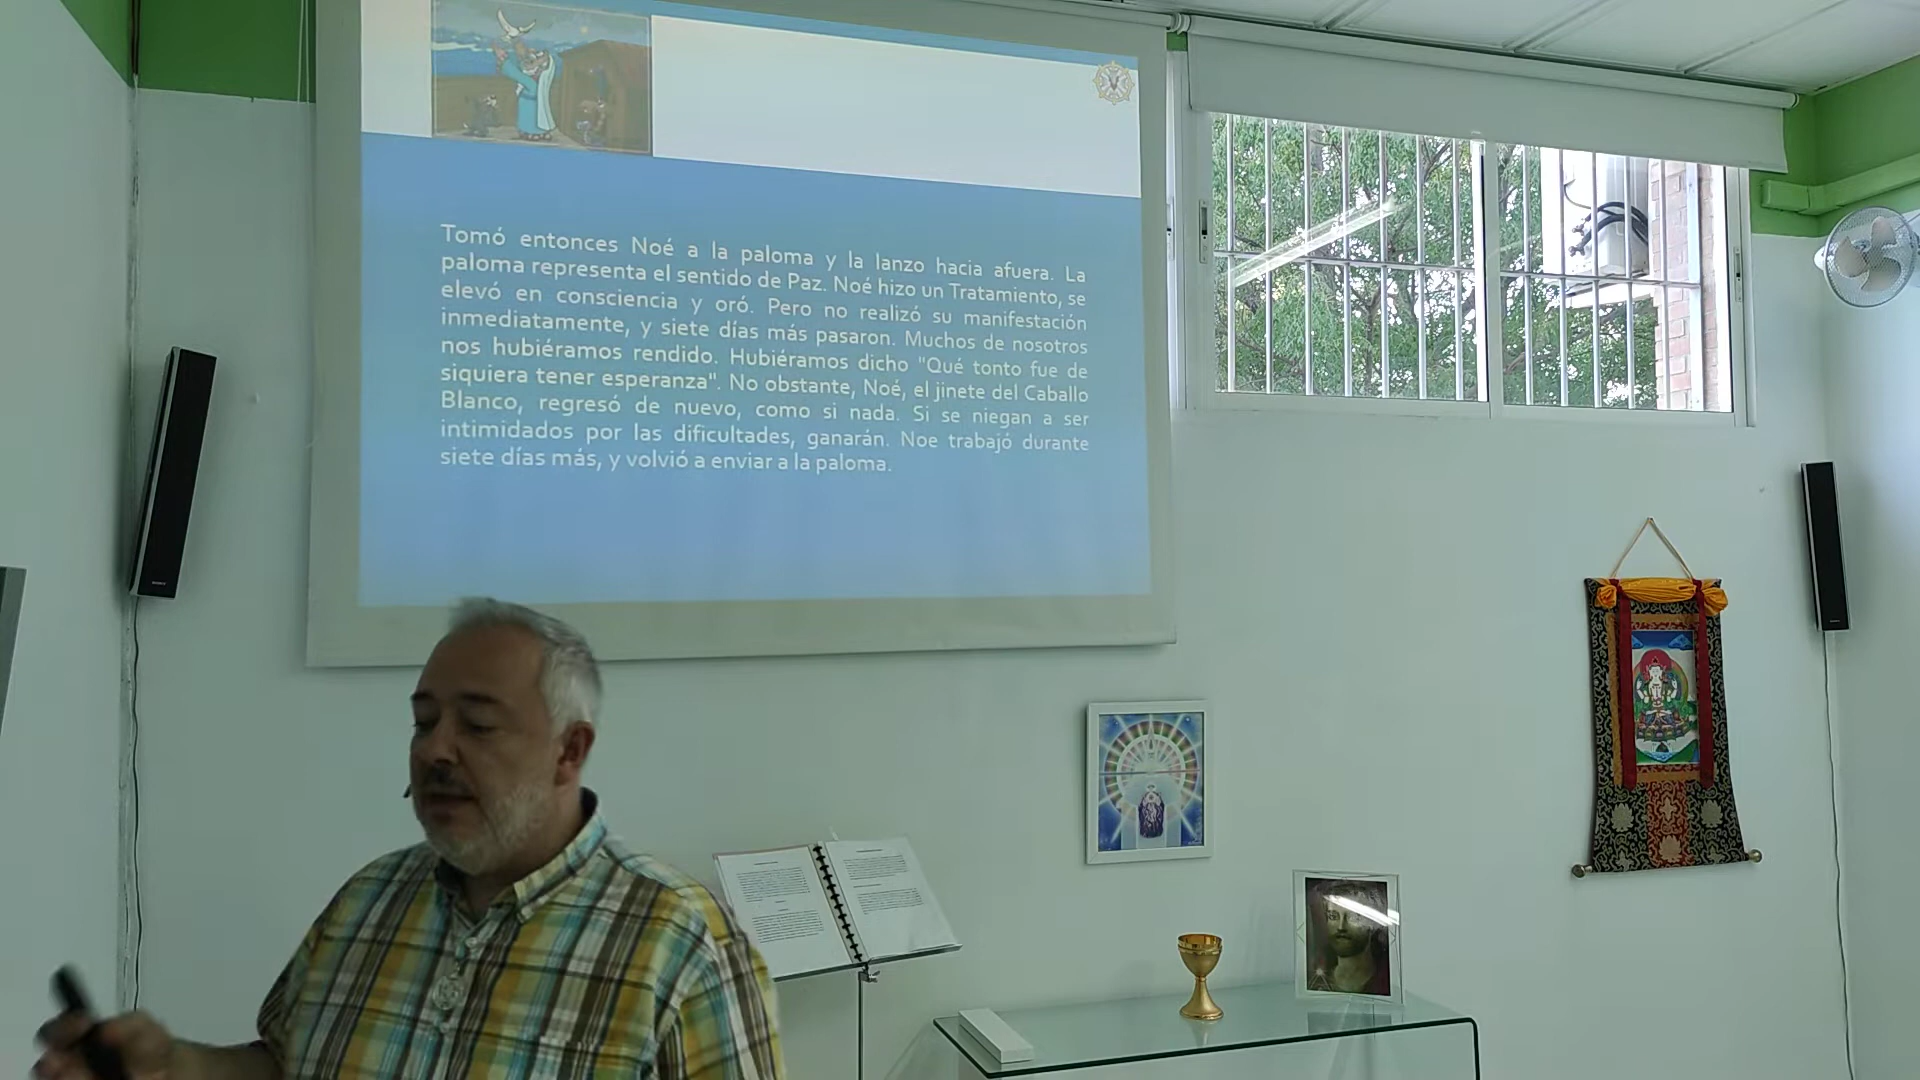 Tomó entonces Noé a la paloma y la lanzo hacia afuera. La
paloma representa el sentido de Paz. Noé hizo un Tratamiento, se
elevó en consciencia y oró. Pero no realizó su manifestación
inmediatamente, y siete días más pasaron. Muchos de nosotros
nos hubiéramos rendido. Hubiéramos dicho "Qué tonto fue de
siquiera tener esperanza". No obstante, Noé, el jinete del Caballo
Blanco, regresó de nuevo, como si nada. Si se niegan a ser
intimidados por las dificultades, ganarán. Noe trabajó durante
siete días más, y volvió a enviar a la paloma.